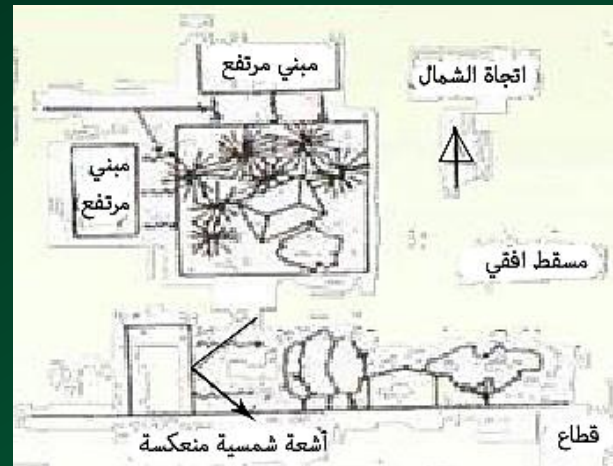 مبني مرتفع
اتجاة الشمال
مبني
مرتفع
مسقط افقي
أشعة شمسية منعكسة
قطاع